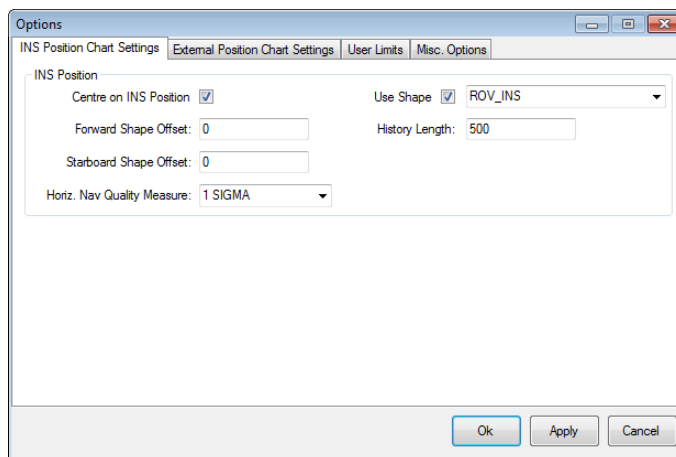 Options
INS Position Chart Settings External Position Chart Settings User Limits Misc. Options
INS Position
Centre on INS Position Use Shape ROV_INS
Forward Shape Offset: 0 History Length: 500
Starboard Shape Offset: 0
Horiz. Nav Quality Measure: 1 SIGMA
Ok Apply Cancel